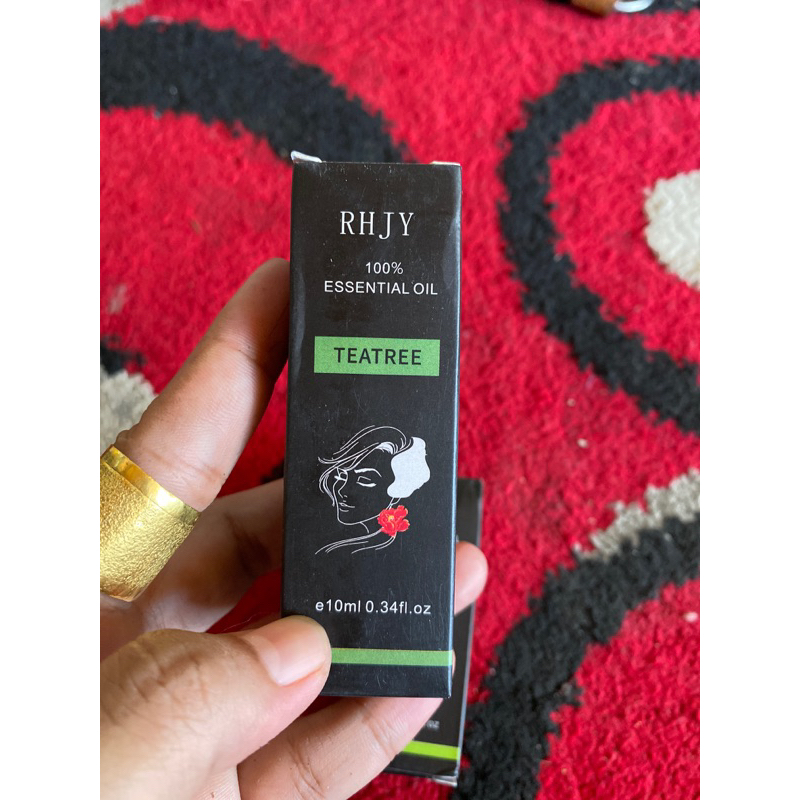 RHJY
100%
ESSENTIAL OIL
TEATREE
e10ml 0.34fl.oz